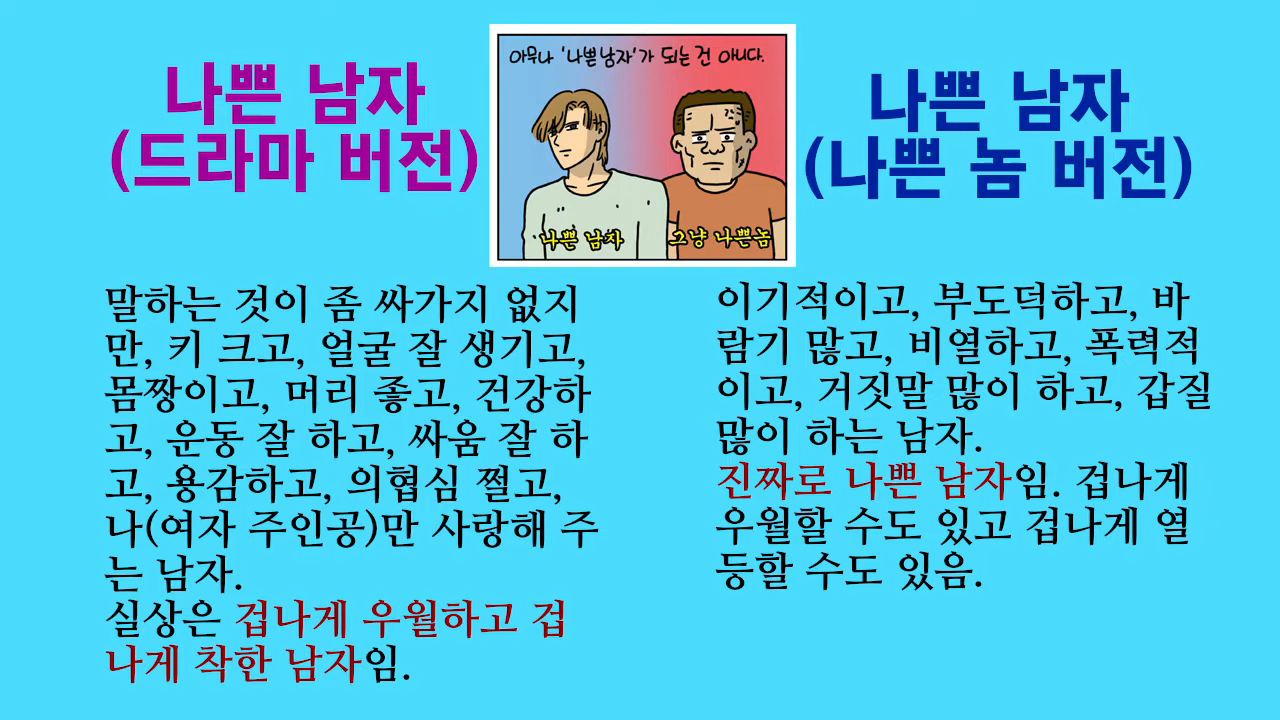 나쁜 남자
(드라마 버전)
아무나 '나쁜남자'가 되는 건 아니다.
나쁜 남자
그냥 나쁜놈
나쁜 남자
(나쁜 놈 버전)
말하는 것이 좀 싸가지 없지
만, 키 크고, 얼굴 잘 생기고,
몸짱이고, 머리 좋고, 건강하
고, 운동 잘 하고, 싸움 잘 하
고, 용감하고, 의협심 쩔고,
나(여자 주인공)만 사랑해 주
는 남자.
실상은 겁나게 우월하고 겁
나게 착한 남자임.
이기적이고, 부도덕하고, 바
람기 많고, 비열하고, 폭력적
이고, 거짓말 많이 하고, 갑질
많이 하는 남자.
진짜로 나쁜 남자임. 겁나게
우월할 수도 있고 겁나게 열
등할 수도 있음.